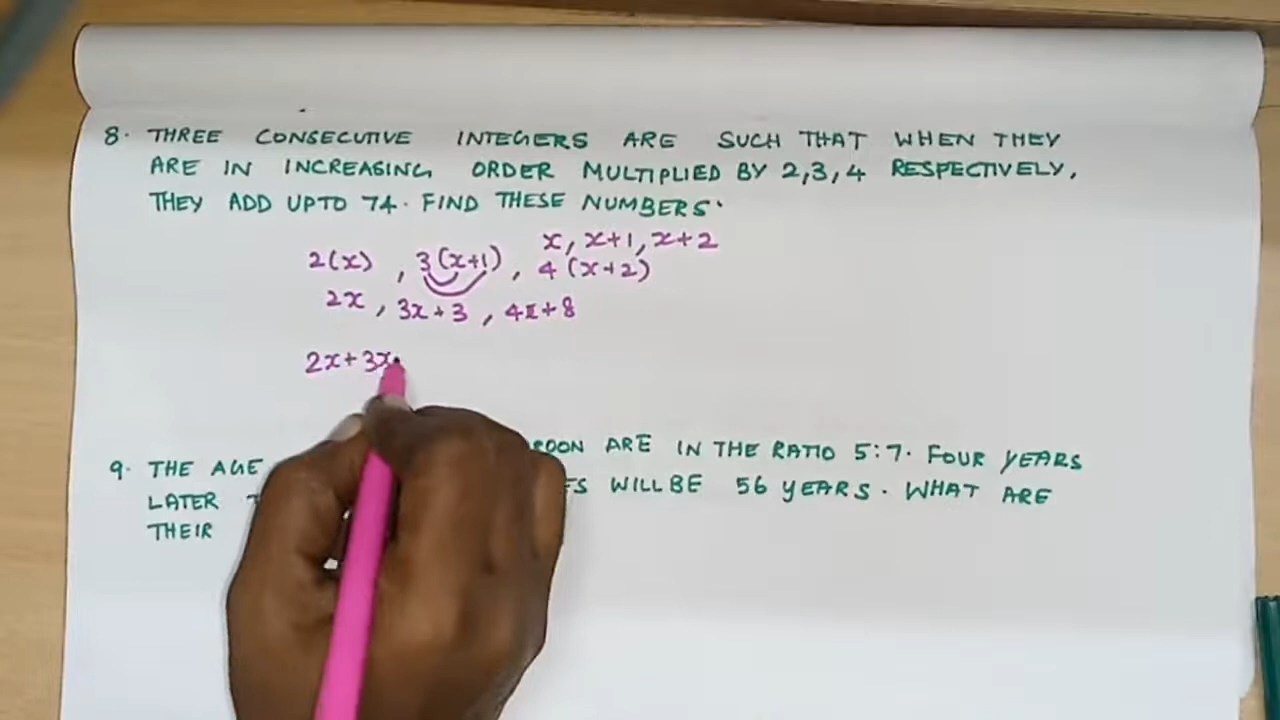 8. THREE CONSECUTIVE INTEGERS ARE SUCH THAT WHEN THEY
ARE IN INCREASING ORDER MULTIPLIED BY 2,3,4 RESPECTIVELY,
THEY ADD UPTO 74. FIND THESE NUMBERS.
x, x+1, x+2
2(x) , 3(x+1) , 4(x+2)
2x , 3x+3 , 4x+8
2x+3x
9. THE AGE ARE IN THE RATIO 5:7. FOUR YEARS
LATER WILL BE 56 YEARS. WHAT ARE
THEIR